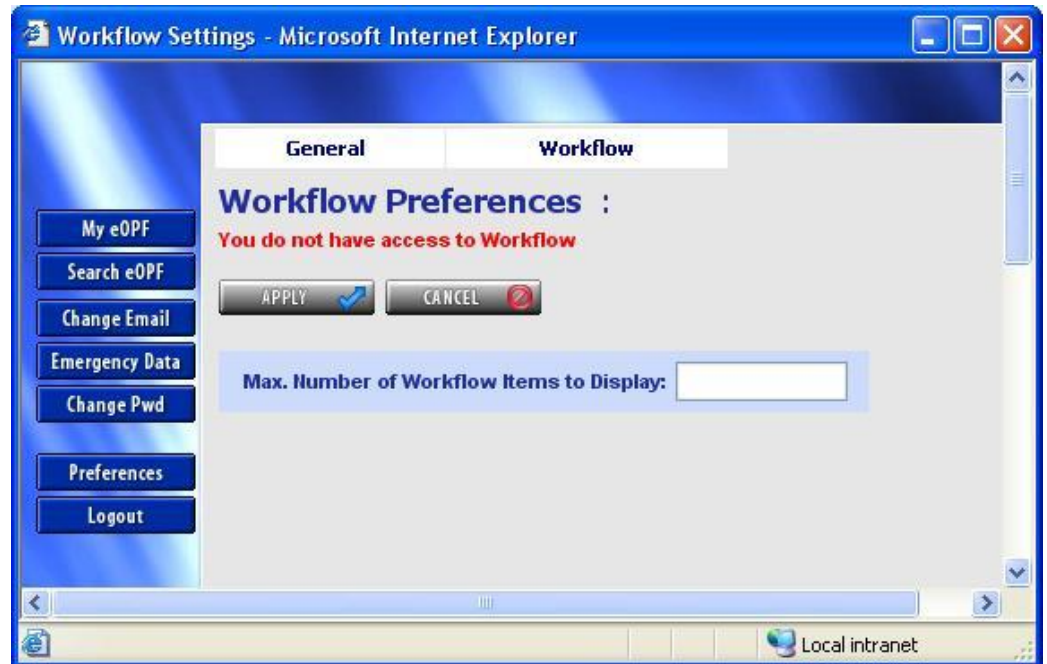 Workflow Settings - Microsoft Internet Explorer
General Workflow
Workflow Preferences :
You do not have access to Workflow
APPLY CANCEL
Max. Number of Workflow Items to Display:
My eOPF
Search eOPF
Change Email
Emergency Data
Change Pwd
Preferences
Logout
Local intranet